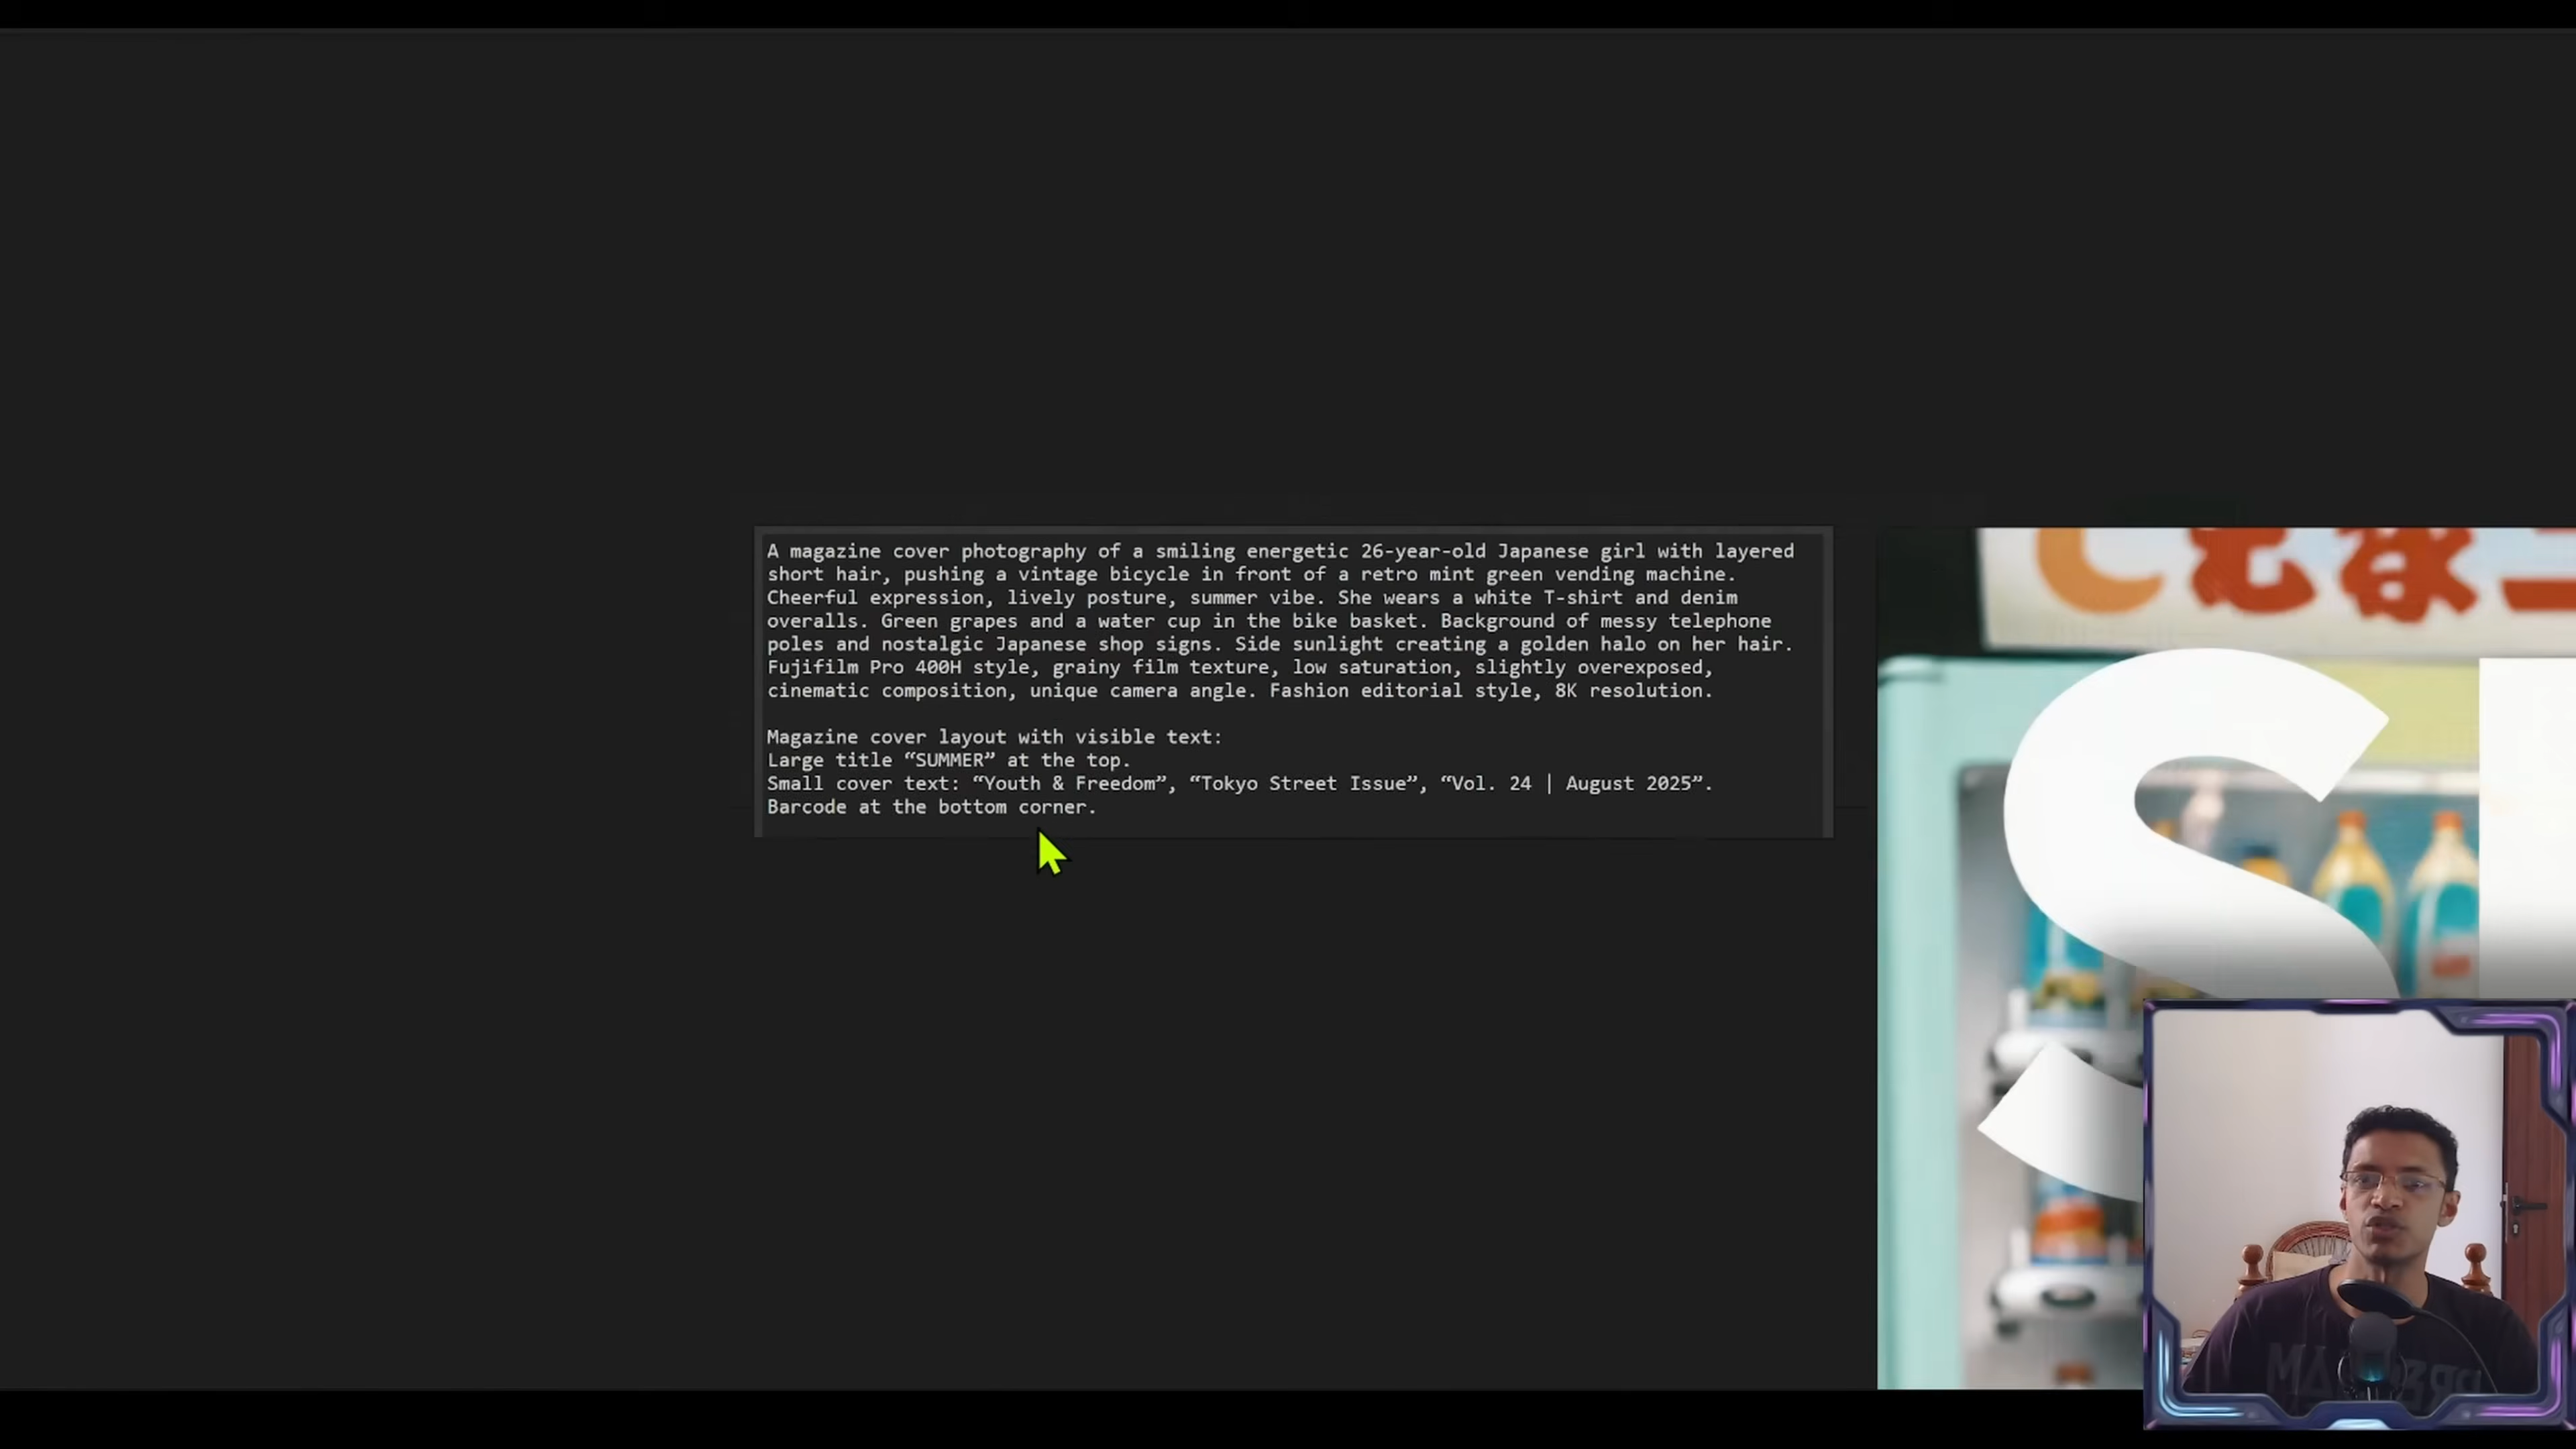 A magazine cover photography of a smiling energetic 26-year-old Japanese girl with layered
short hair, pushing a vintage bicycle in front of a retro mint green vending machine.
Cheerful expression, lively posture, summer vibe. She wears a white T-shirt and denim
overalls. Green grapes and a water cup in the bike basket. Background of messy telephone
poles and nostalgic Japanese shop signs. Side sunlight creating a golden halo on her hair.
Fujifilm Pro 400H style, grainy film texture, low saturation, slightly overexposed,
cinematic composition, unique camera angle. Fashion editorial style, 8K resolution.
Magazine cover layout with visible text:
Large title “SUMMER” at the top.
Small cover text: “Youth & Freedom”, “Tokyo Street Issue”, “Vol. 24 | August 2025”.
Barcode at the bottom corner.
S